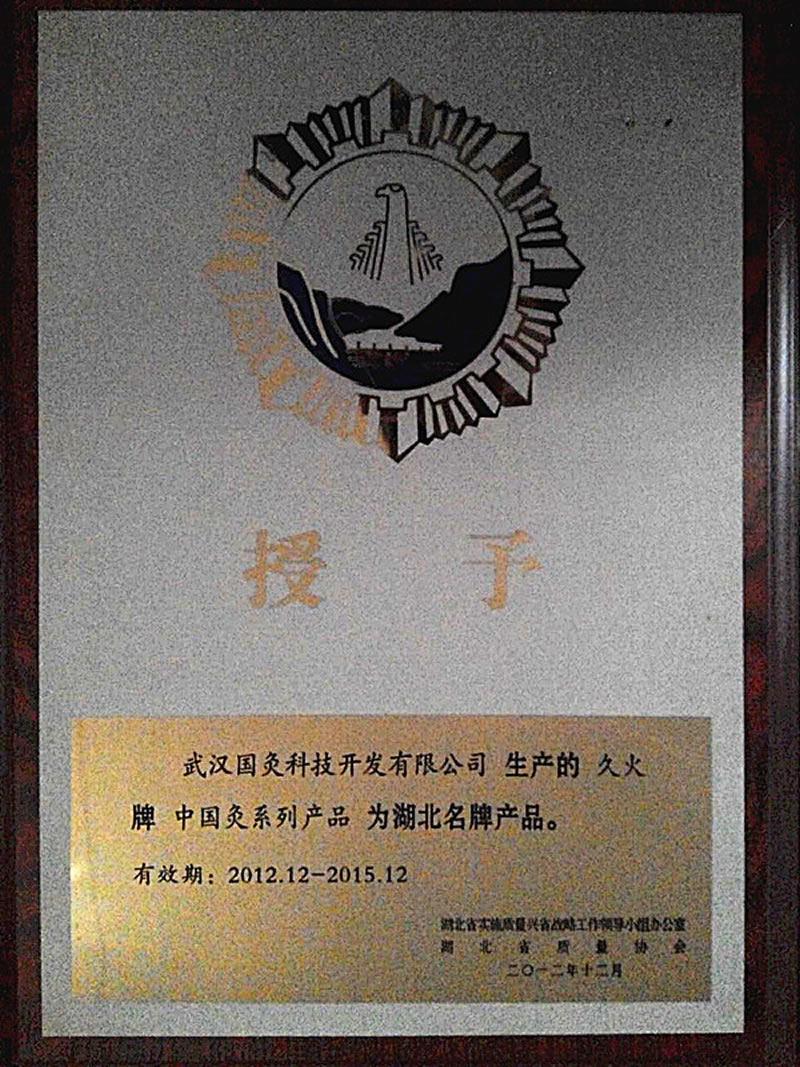 授予
武汉国灸科技开发有限公司 生产的 久火
牌 中国灸系列产品 为湖北名牌产品。
有效期：2012.12-2015.12
湖北省实施质量兴省战略工作领导小组办公室
湖北省质量协会
二〇一二年十二月